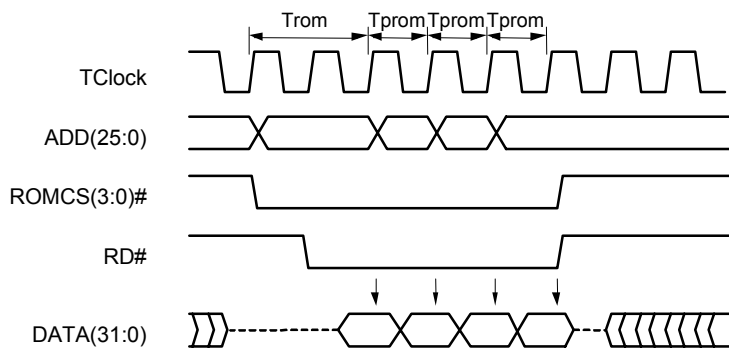 Trom Tprom Tprom Tprom
TClock
ADD(25:0)
ROMCS(3:0)#
RD#
DATA(31:0)